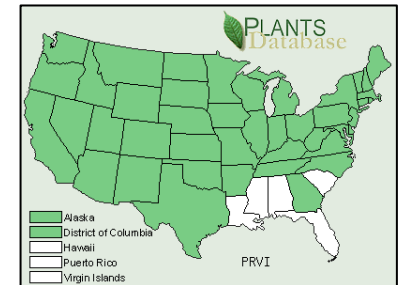 PLANTS
Database
Alaska
District of Columbia
Hawaii
Puerto Rico
Virgin Islands
PRVI